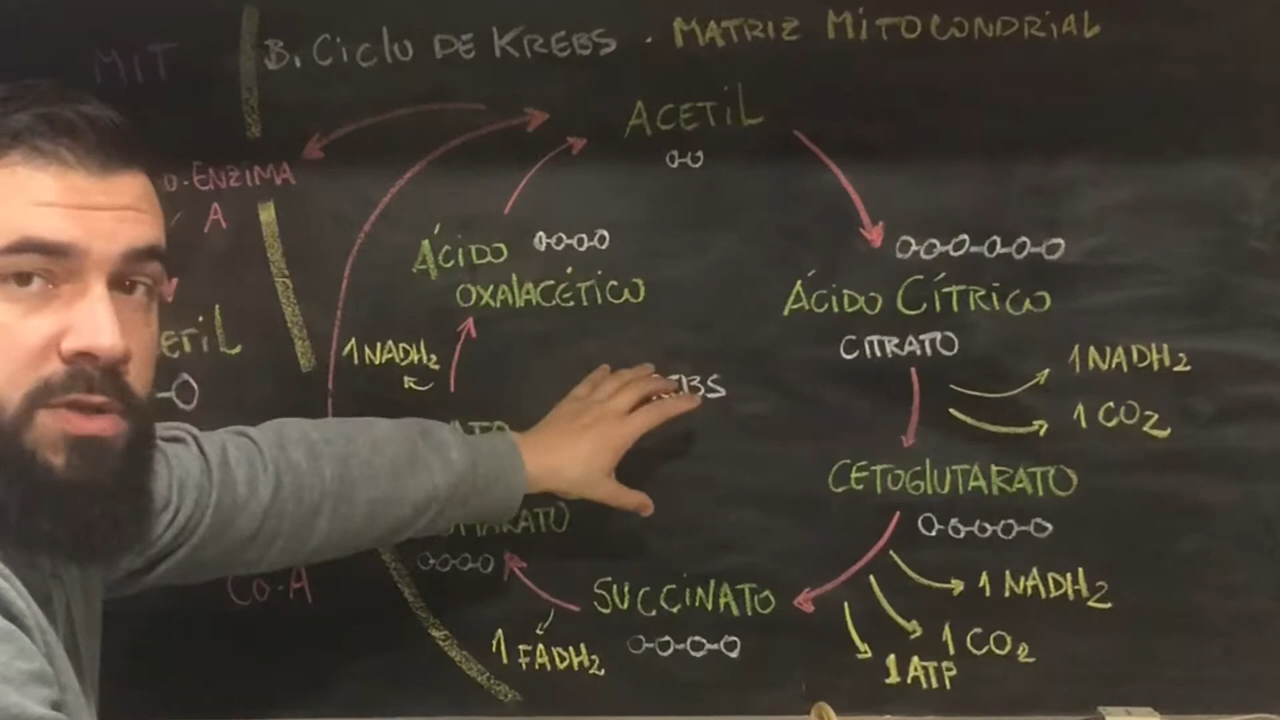 MIT
B. Ciclo DE KREBS . MATRIZ MITOCONDRIAL
ACETIL
O-ENZIMA
A
ÁCIDO
OXALACÉTICO
ÁCIDO CÍTRICO
CITRATO
ETIL
1 NADH2
1 NADH2
1 CO2
CETOGLUTARATO
CO-A
SUCCINATO
1 NADH2
1 FADH2
1 CO2
1 ATP